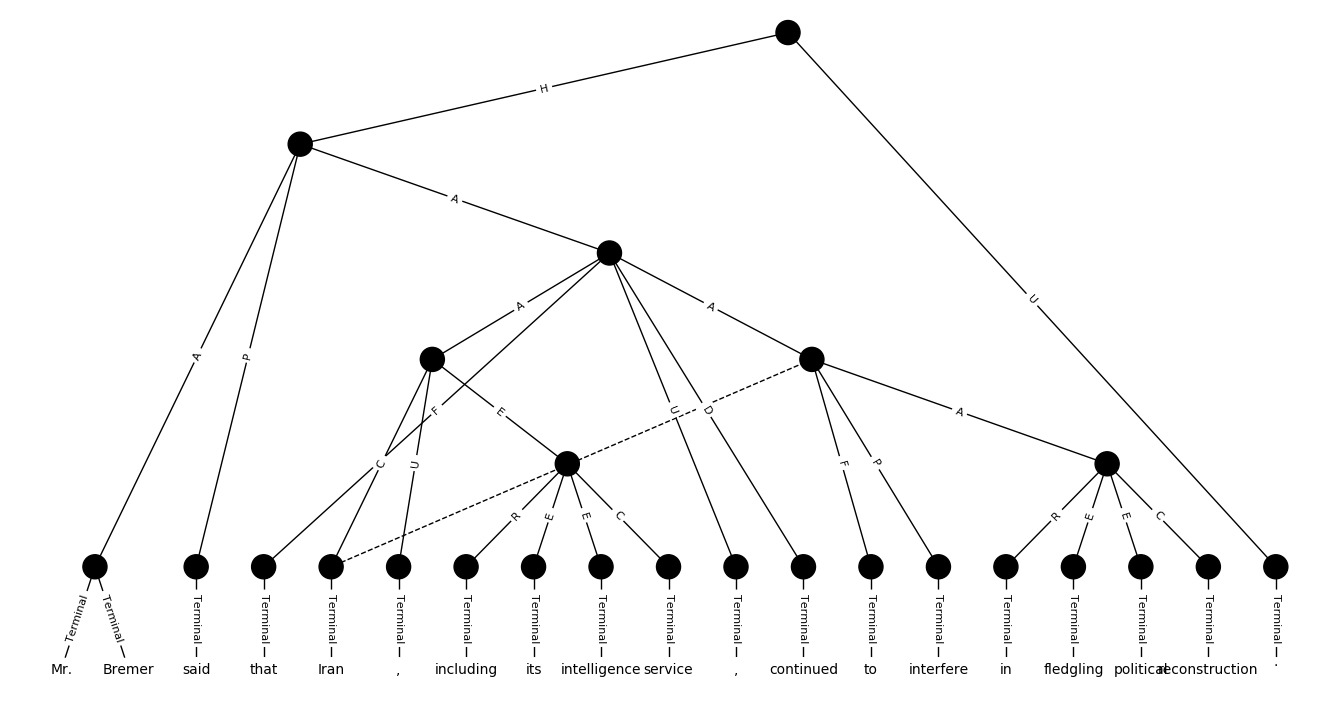 H
A
A
P
A
A
U
F
E
U
D
A
C
U
F
P
R
E
E
C
R
E
E
C
Terminal Terminal Terminal Terminal Terminal Terminal Terminal Terminal Terminal Terminal Terminal Terminal Terminal Terminal Terminal Terminal Terminal Terminal Terminal
Mr. Bremer said that Iran , including its intelligence service , continued to interfere in fledgling political reconstruction .